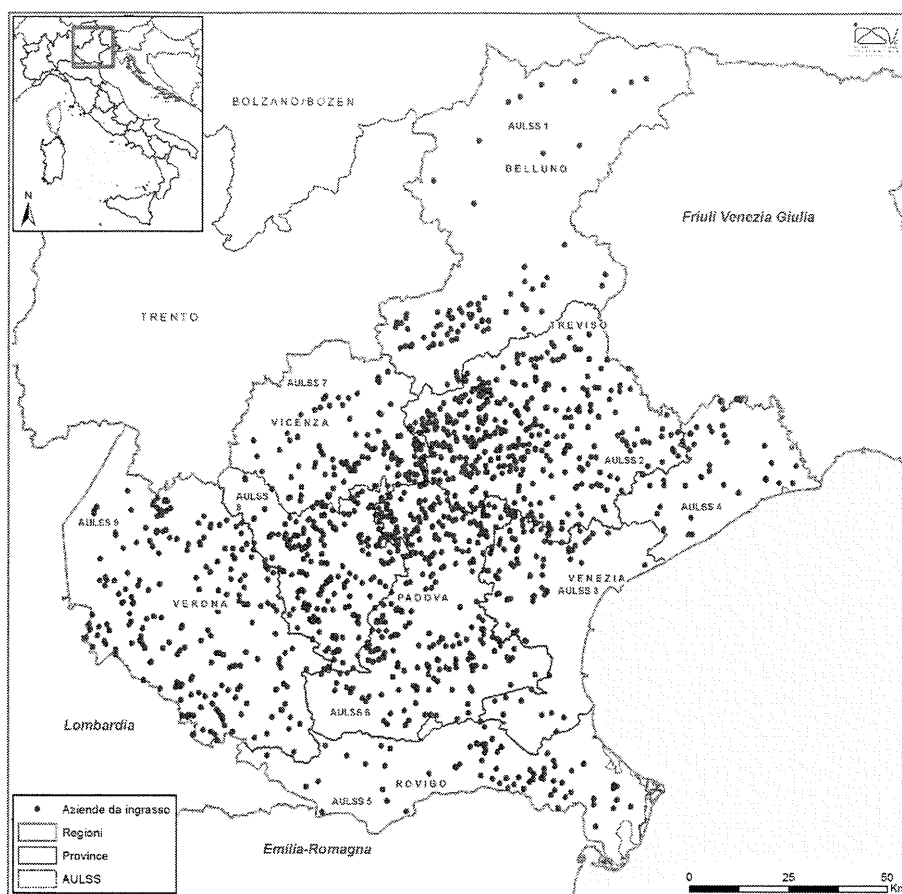 N
BOLZANO/BOZEN
AULSS 1
BELLUNO
Friuli Venezia Giulia
TRENTO
TREVISO
AULSS 7
VICENZA
AULSS 2
AULSS
AULSS 9
AULSS 4
VENEZIA
AULSS 3
VERONA
PADOVA
AULSS 6
Lombardia
ROVIGO
AULSS 5
Emilia-Romagna
Aziende da ingrasso
Regioni
Province
AULSS
0 25 50
Km